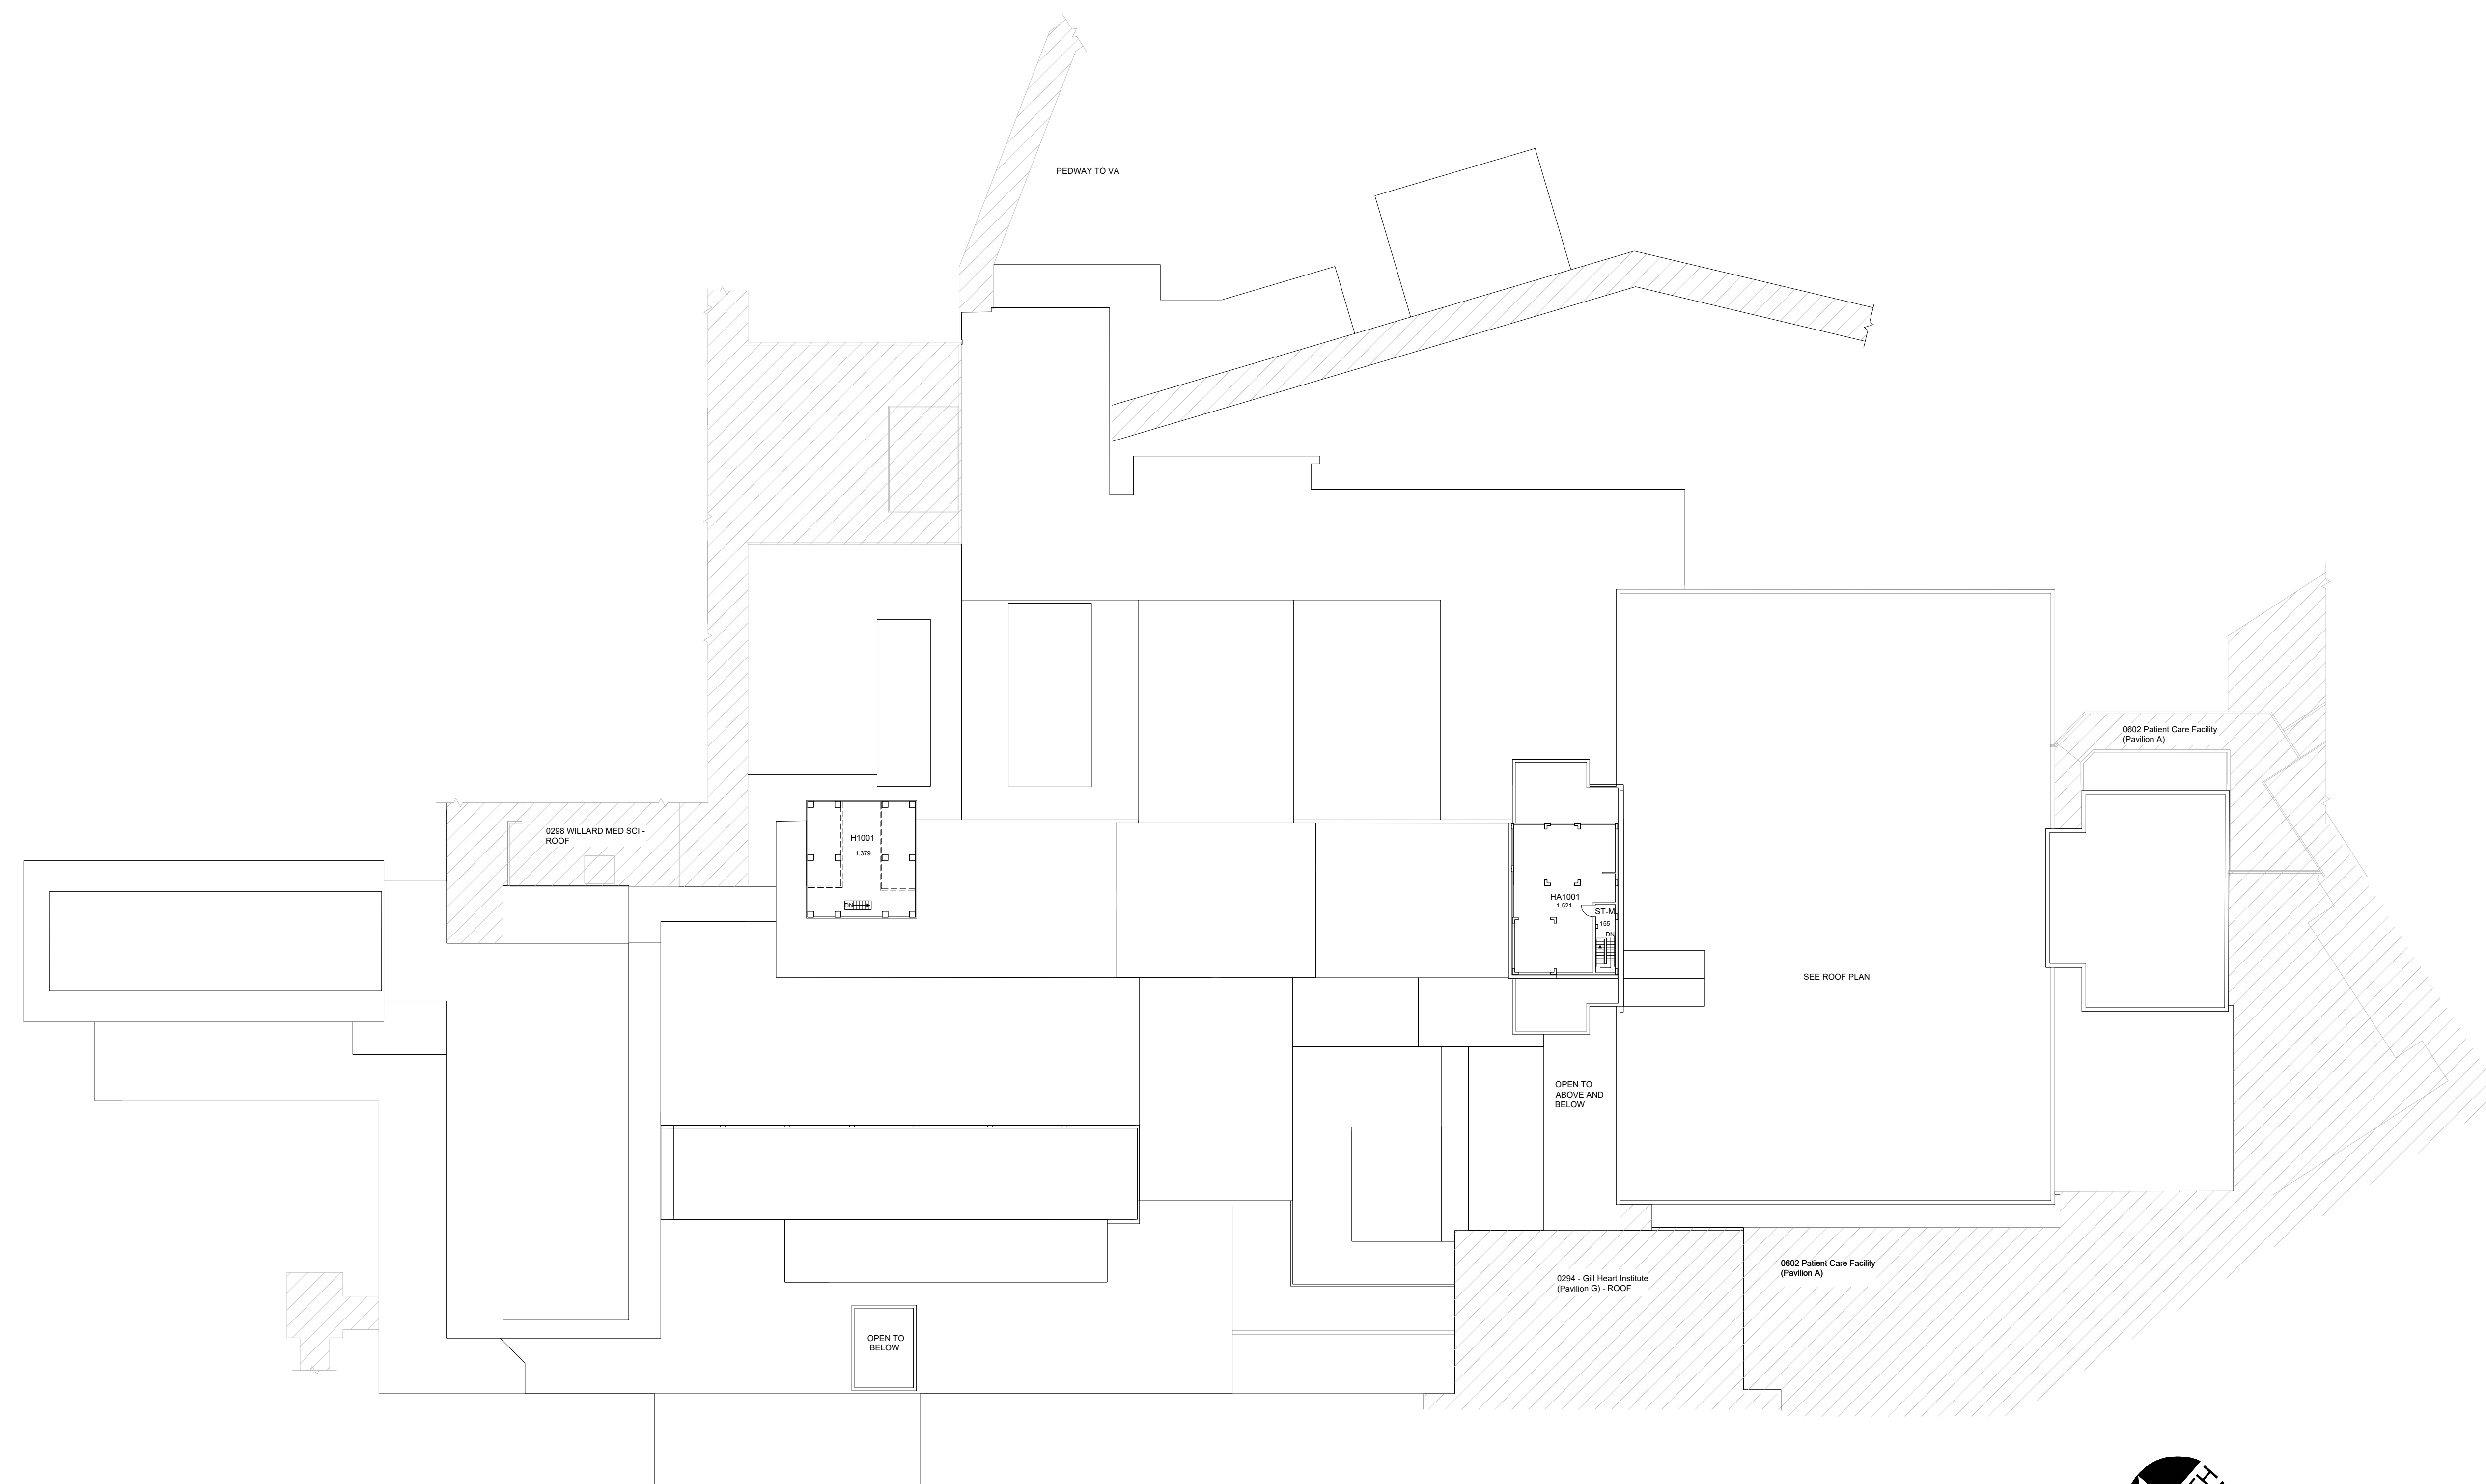 PEDWAY TO VA
0602 Patient Care Facility
(Pavilion A)
0298 WILLARD MED SCI -
ROOF
H1001
1,379
DN
HA1001
1,521
ST-M
155
DN
SEE ROOF PLAN
OPEN TO
ABOVE AND
BELOW
0602 Patient Care Facility
(Pavilion A)
0294 - Gill Heart Institute
(Pavilion G) - ROOF
OPEN TO
BELOW